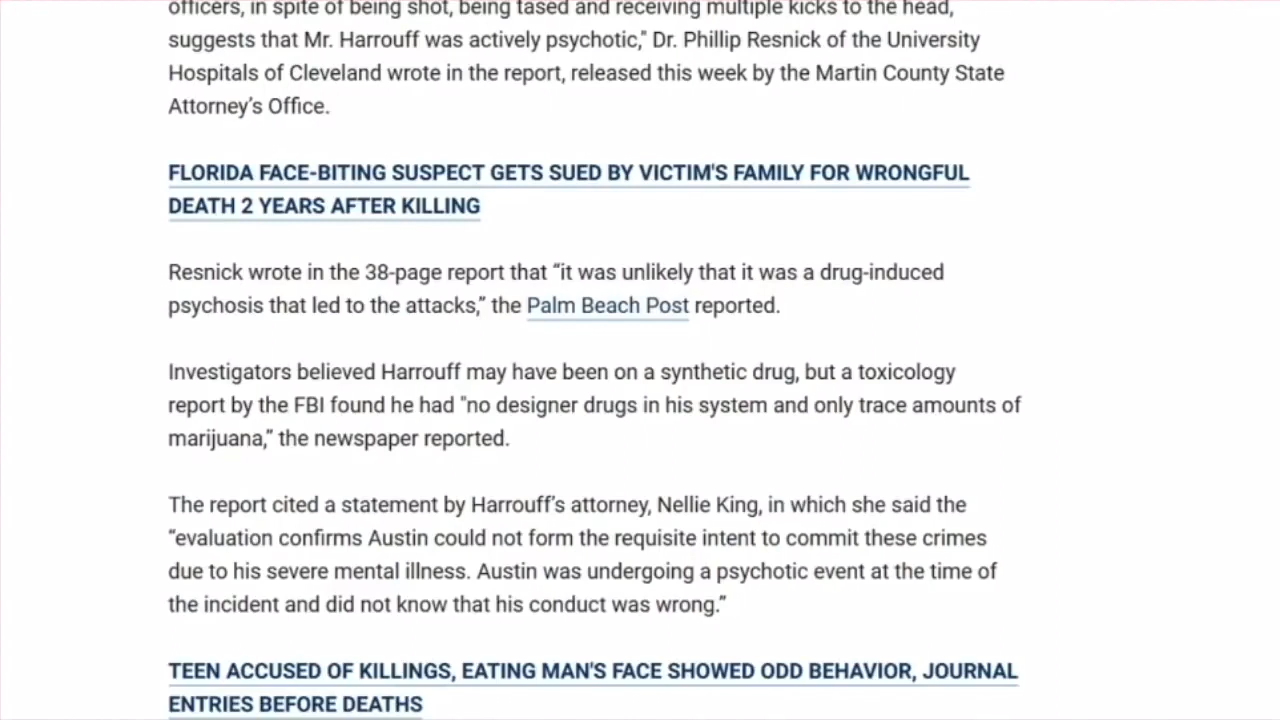 officers, in spite of being shot, being tased and receiving multiple kicks to the head,
suggests that Mr. Harrouff was actively psychotic," Dr. Phillip Resnick of the University
Hospitals of Cleveland wrote in the report, released this week by the Martin County State
Attorney’s Office.
FLORIDA FACE-BITING SUSPECT GETS SUED BY VICTIM'S FAMILY FOR WRONGFUL
DEATH 2 YEARS AFTER KILLING
Resnick wrote in the 38-page report that “it was unlikely that it was a drug-induced
psychosis that led to the attacks,” the Palm Beach Post reported.
Investigators believed Harrouff may have been on a synthetic drug, but a toxicology
report by the FBI found he had "no designer drugs in his system and only trace amounts of
marijuana,” the newspaper reported.
The report cited a statement by Harrouff’s attorney, Nellie King, in which she said the
“evaluation confirms Austin could not form the requisite intent to commit these crimes
due to his severe mental illness. Austin was undergoing a psychotic event at the time of
the incident and did not know that his conduct was wrong.”
TEEN ACCUSED OF KILLINGS, EATING MAN'S FACE SHOWED ODD BEHAVIOR, JOURNAL
ENTRIES BEFORE DEATHS